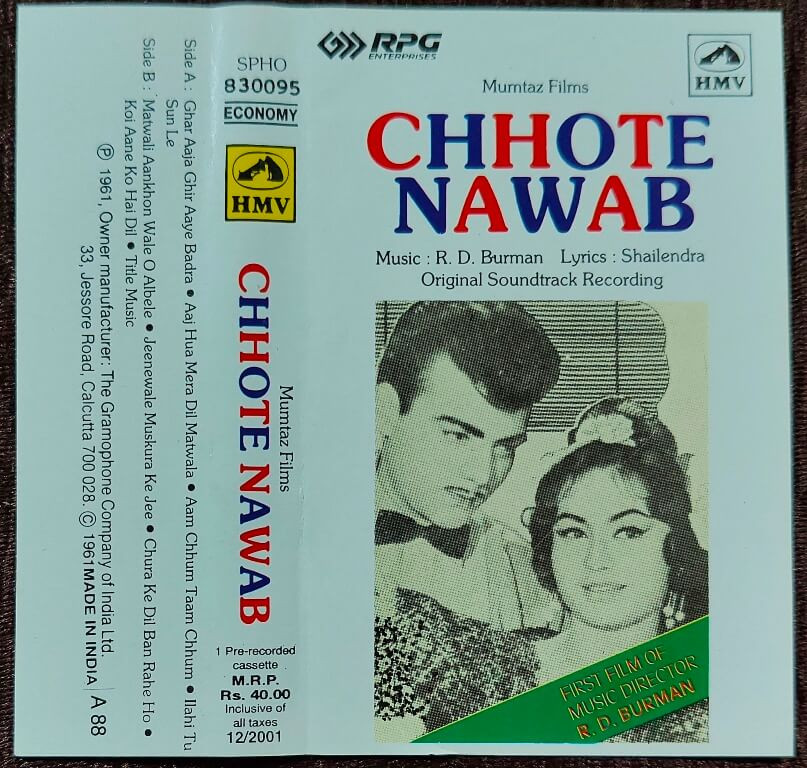 Side A : Ghar Aaja Ghir Aaye Badra • Aaj Hua Mera Dil Matwala • Aam Chhum Taam Chhum • Ilahi Tu
Sun Le
Side B : Matwali Aankhon Wale O Albele • Jeenewale Muskura Ke Jee • Chura Ke Dil Ban Rahe Ho •
Koi Aane Ko Hai Dil • Title Music
℗ 1961, Owner manufacturer: The Gramophone Company of India Ltd.
33, Jessore Road, Calcutta 700 028. © 1961 MADE IN INDIA | A 88
SPHO
830095
ECONOMY
HMV
Mumtaz Films
CHHOTE NAWAB
1 Pre-recorded
cassette
M.R.P.
Rs. 40.00
Inclusive of
all taxes
12/2001
RPG
ENTERPRISES
HMV
Mumtaz Films
CHHOTE
NAWAB
Music : R. D. Burman Lyrics : Shailendra
Original Soundtrack Recording
FIRST FILM OF
MUSIC DIRECTOR
R. D. BURMAN